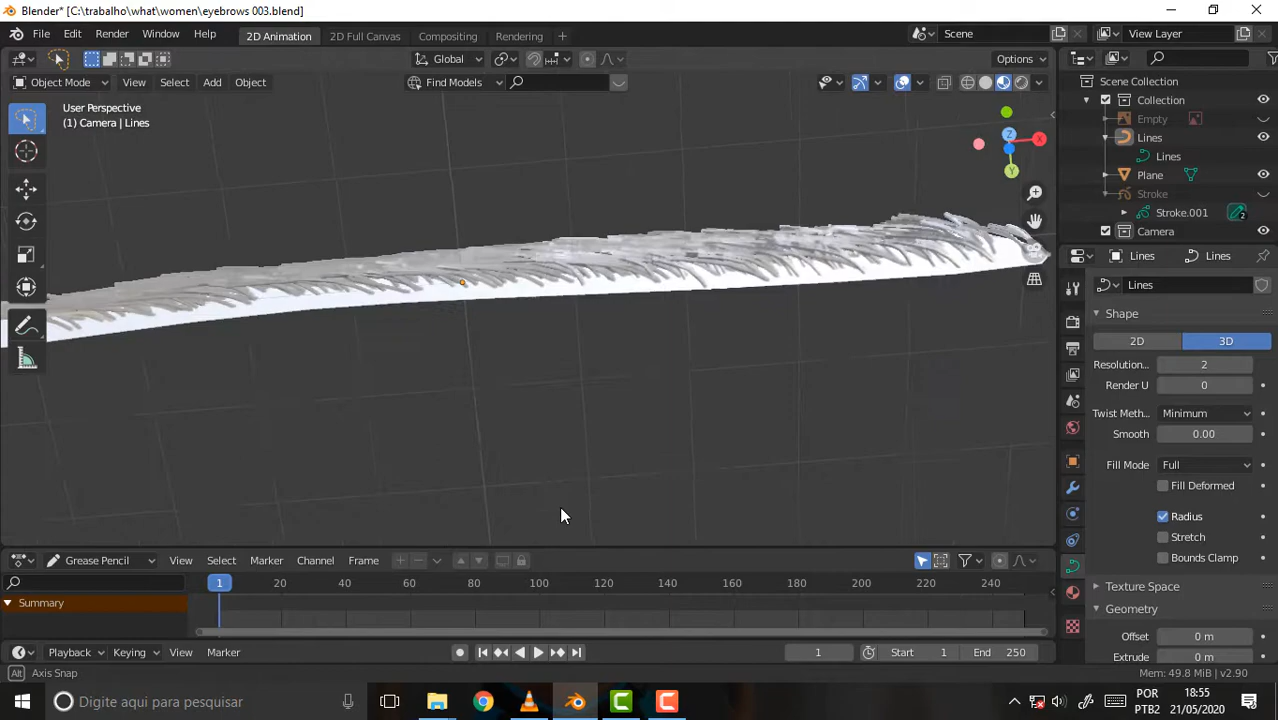 Blender* [C:\trabalho\what\women\eyebrows 003.blend]
File Edit Render Window Help 2D Animation 2D Full Canvas Compositing Rendering Scene View Layer
Global Options
Object Mode View Select Add Object Find Models
User Perspective
(1) Camera | Lines
Z X Y
Scene Collection
Collection
Empty
Lines
Lines
Plane
Stroke
Stroke.001 2
Camera
Lines Lines
Lines
Shape
2D 3D
Resolution... 2
Render U 0
Twist Meth... Minimum
Smooth 0.00
Fill Mode Full
Fill Deformed
Radius
Stretch
Bounds Clamp
Texture Space
Geometry
Offset 0 m
Extrude 0 m
Grease Pencil View Select Marker Channel Frame
1 20 40 60 80 100 120 140 160 180 200 220 240
Summary
Playback Keying View Marker 1 Start 1 End 250
Alt Axis Snap Mem: 49.8 MiB | v2.90
Digite aqui para pesquisar
POR
PTB2
18:55
21/05/2020